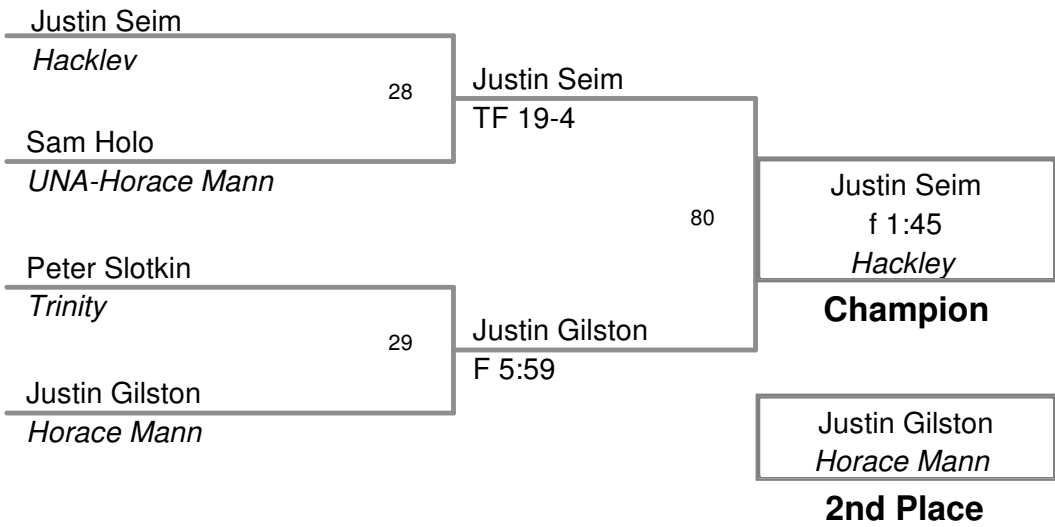 Justin Seim
Hacklev
28
Sam Holo
UNA-Horace Mann
Justin Seim
TF 19-4
Peter Slotkin
Trinity
29
Justin Gilston
Horace Mann
Justin Gilston
F 5:59
80
Justin Seim
f 1:45
Hackley
Champion
Justin Gilston
Horace Mann
2nd Place